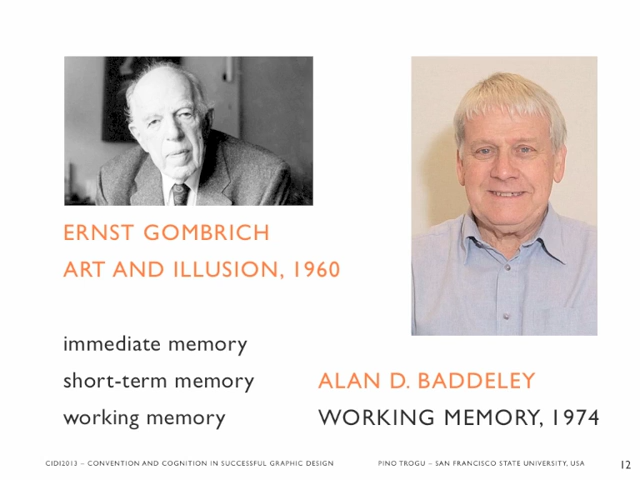 ERNST GOMBRICH
ART AND ILLUSION, 1960
immediate memory
short-term memory
working memory
ALAN D. BADDELEY
WORKING MEMORY, 1974
CIDI2013 – CONVENTION AND COGNITION IN SUCCESSFUL GRAPHIC DESIGN
PINO TROGU – SAN FRANCISCO STATE UNIVERSITY, USA
12